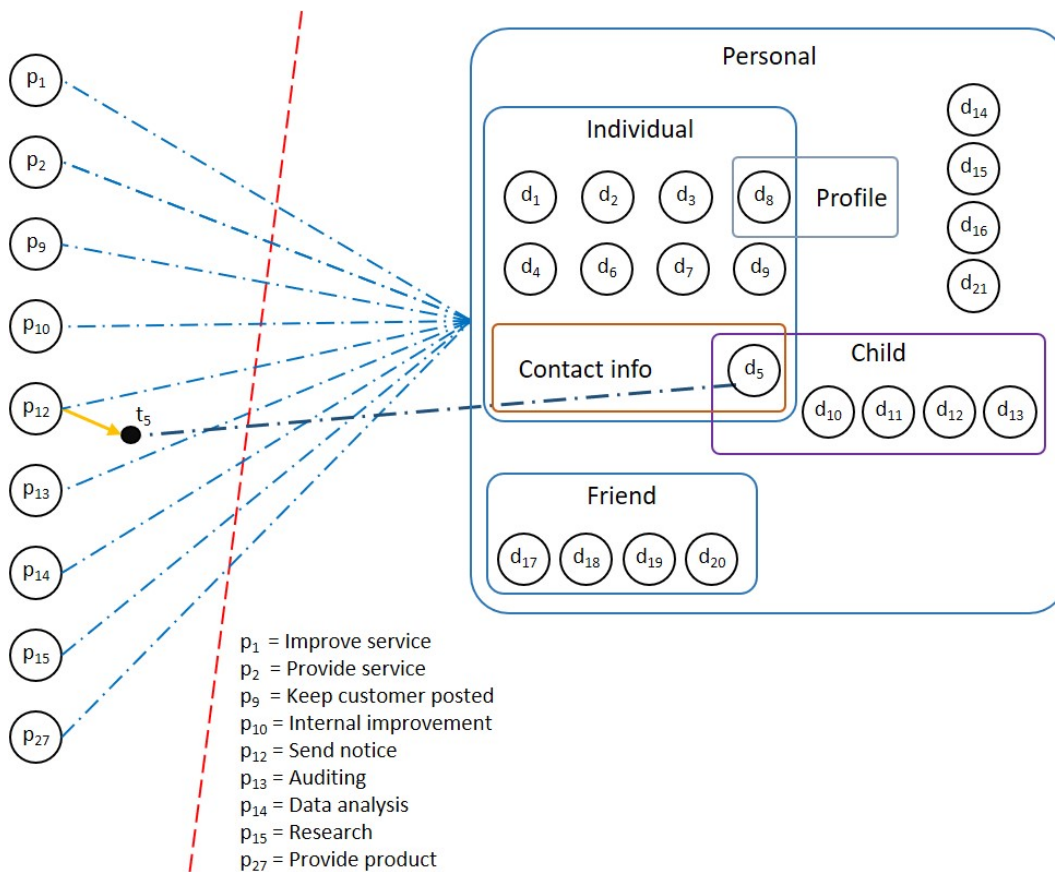 p1
p2
p9
p10
p12
t5
p13
p14
p15
p27
Personal
Individual
d1 d2 d3 d8
Profile
d4 d6 d7 d9
d14
d15
d16
d21
Contact info
d5
Child
d10 d11 d12 d13
Friend
d17 d18 d19 d20
p1 = Improve service
p2 = Provide service
p9 = Keep customer posted
p10 = Internal improvement
p12 = Send notice
p13 = Auditing
p14 = Data analysis
p15 = Research
p27 = Provide product